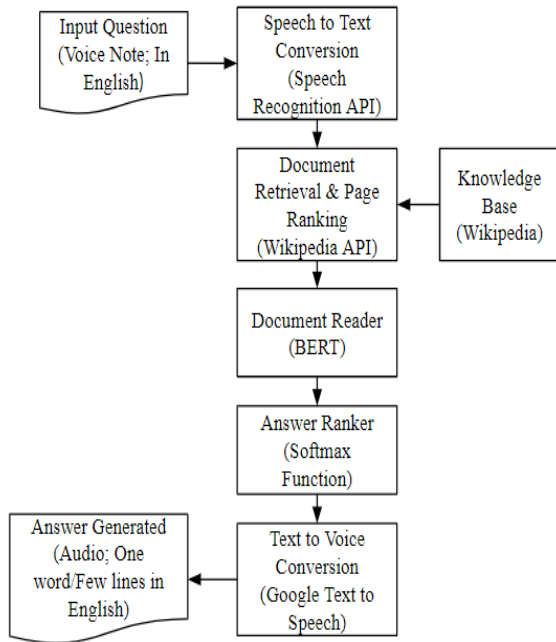 Input Question
(Voice Note; In
English)
Speech to Text
Conversion
(Speech
Recognition API)
Document
Retrieval & Page
Ranking
(Wikipedia API)
Knowledge
Base
(Wikipedia)
Document Reader
(BERT)
Answer Ranker
(Softmax
Function)
Text to Voice
Conversion
(Google Text to
Speech)
Answer Generated
(Audio; One
word/Few lines in
English)